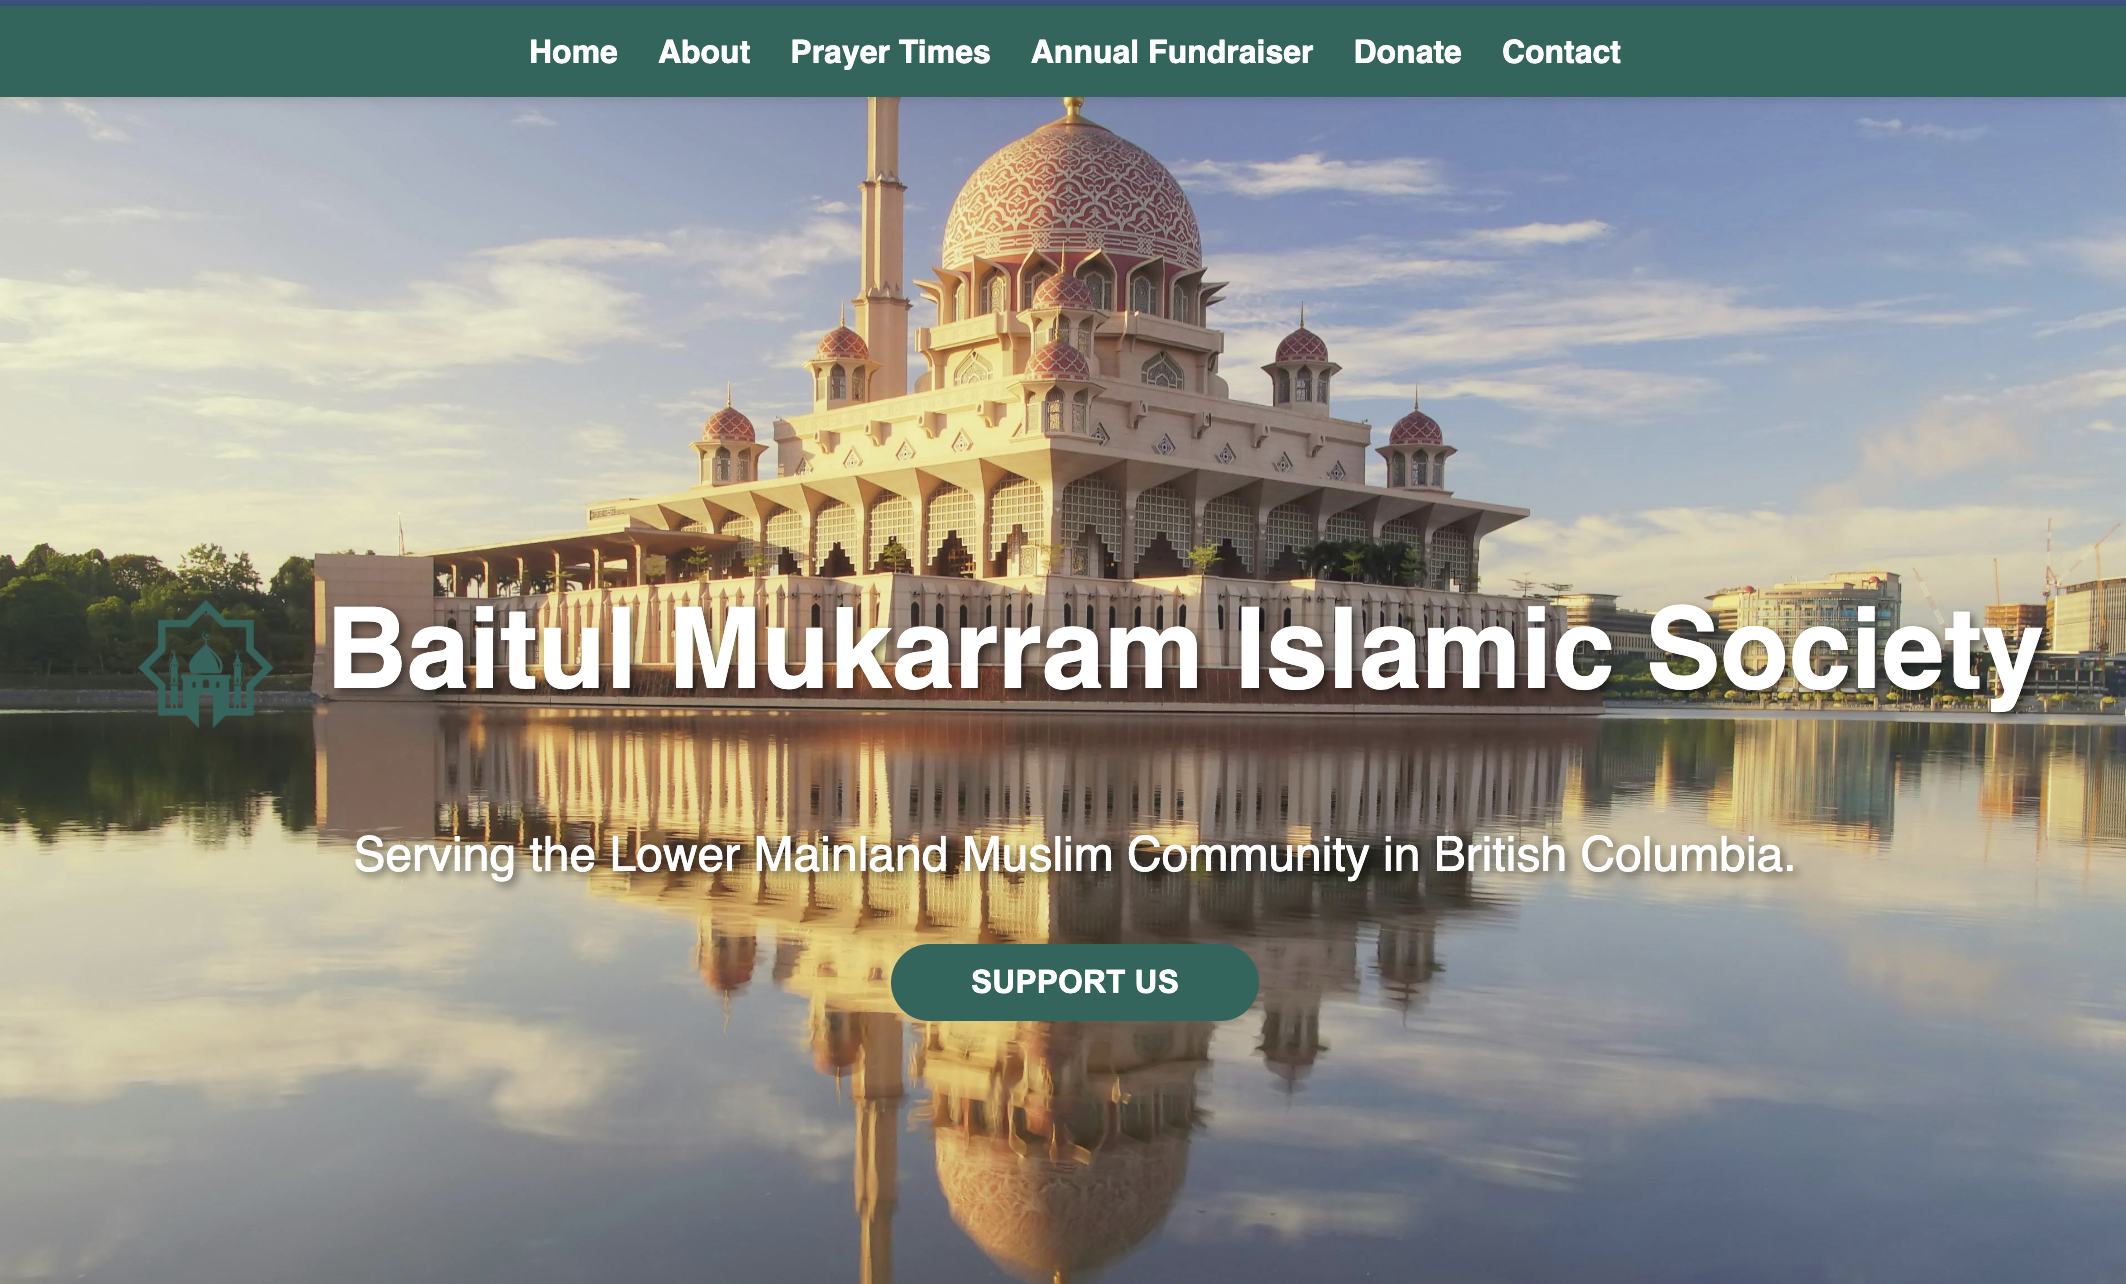 Home About Prayer Times Annual Fundraiser Donate Contact
Baitul Mukarram Islamic Society
Serving the Lower Mainland Muslim Community in British Columbia.
SUPPORT US